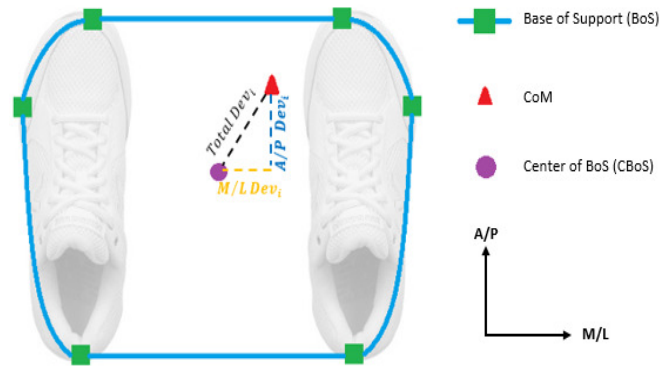 Base of Support (BoS)
CoM
Center of BoS (CBoS)
Total Dev_i
A/P Dev_i
M/L Dev_i
A/P
M/L